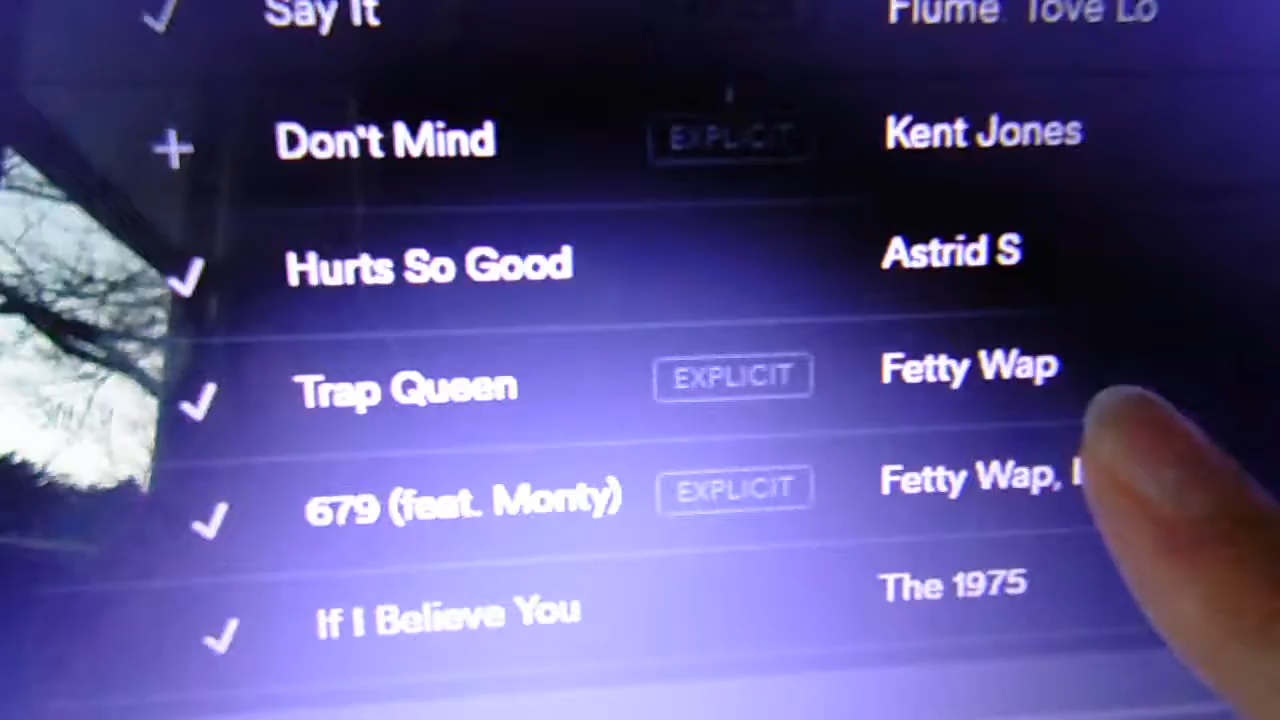 Say It Flume Tove Lo
Don't Mind EXPLICIT Kent Jones
Hurts So Good Astrid S
Trap Queen EXPLICIT Fetty Wap
679 (feat. Monty) EXPLICIT Fetty Wap,
If I Believe You The 1975